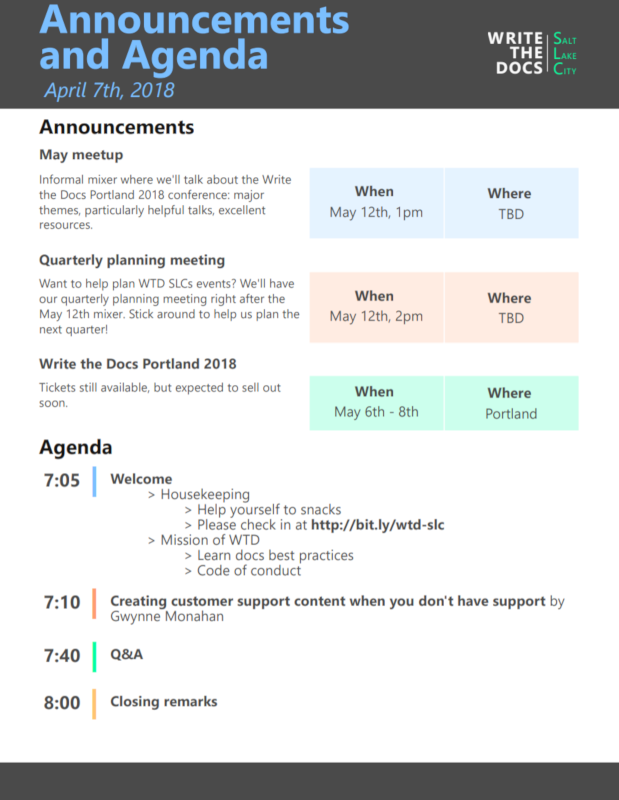 Announcements
and Agenda
April 7th, 2018
WRITE
THE
DOCS
SALT
LAKE
CITY
Announcements
May meetup
Informal mixer where we'll talk about the Write
the Docs Portland 2018 conference: major
themes, particularly helpful talks, excellent
resources.
When
May 12th, 1pm
Where
TBD
Quarterly planning meeting
Want to help plan WTD SLCs events? We'll have
our quarterly planning meeting right after the
May 12th mixer. Stick around to help us plan the
next quarter!
When
May 12th, 2pm
Where
TBD
Write the Docs Portland 2018
Tickets still available, but expected to sell out
soon.
When
May 6th - 8th
Where
Portland
Agenda
7:05 Welcome
> Housekeeping
> Help yourself to snacks
> Please check in at http://bit.ly/wtd-slc
> Mission of WTD
> Learn docs best practices
> Code of conduct
7:10 Creating customer support content when you don't have support by
Gwynne Monahan
7:40 Q&A
8:00 Closing remarks